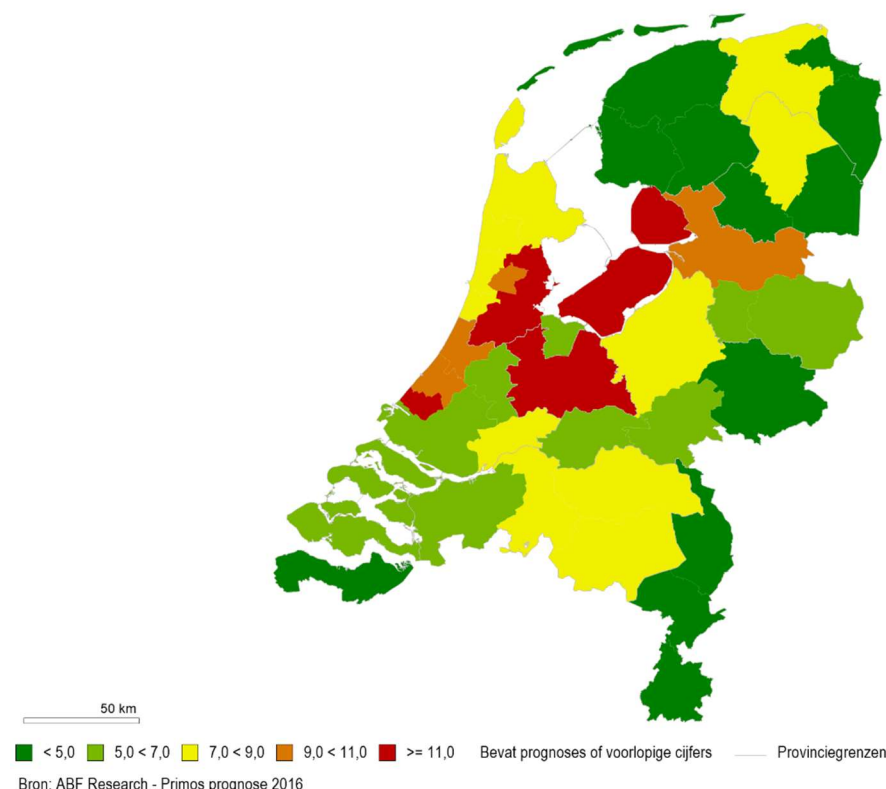 50 km
< 5,0 5,0 < 7,0 7,0 < 9,0 9,0 < 11,0 >= 11,0 Bevat prognoses of voorlopige cijfers Provinciegrenzen
Bron: ABF Research - Primos prognose 2016